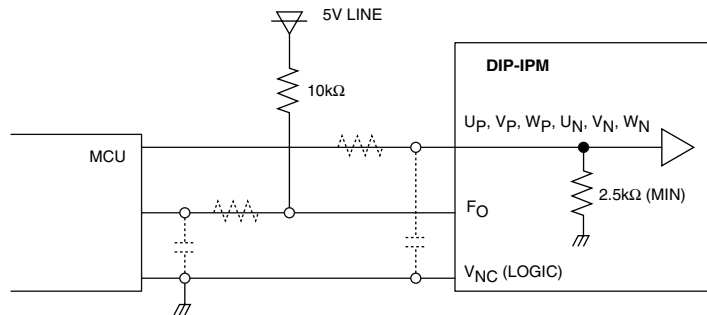 5V LINE
DIP-IPM
10kΩ
UP, VP, WP, UN, VN, WN
MCU
2.5kΩ (MIN)
FO
VNC (LOGIC)